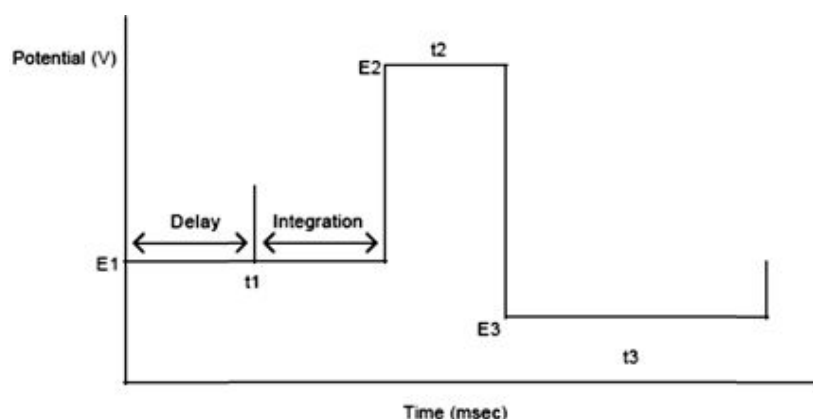 Potential (V)
t2
E2
Delay
Integration
E1
t1
E3
t3
Time (msec)